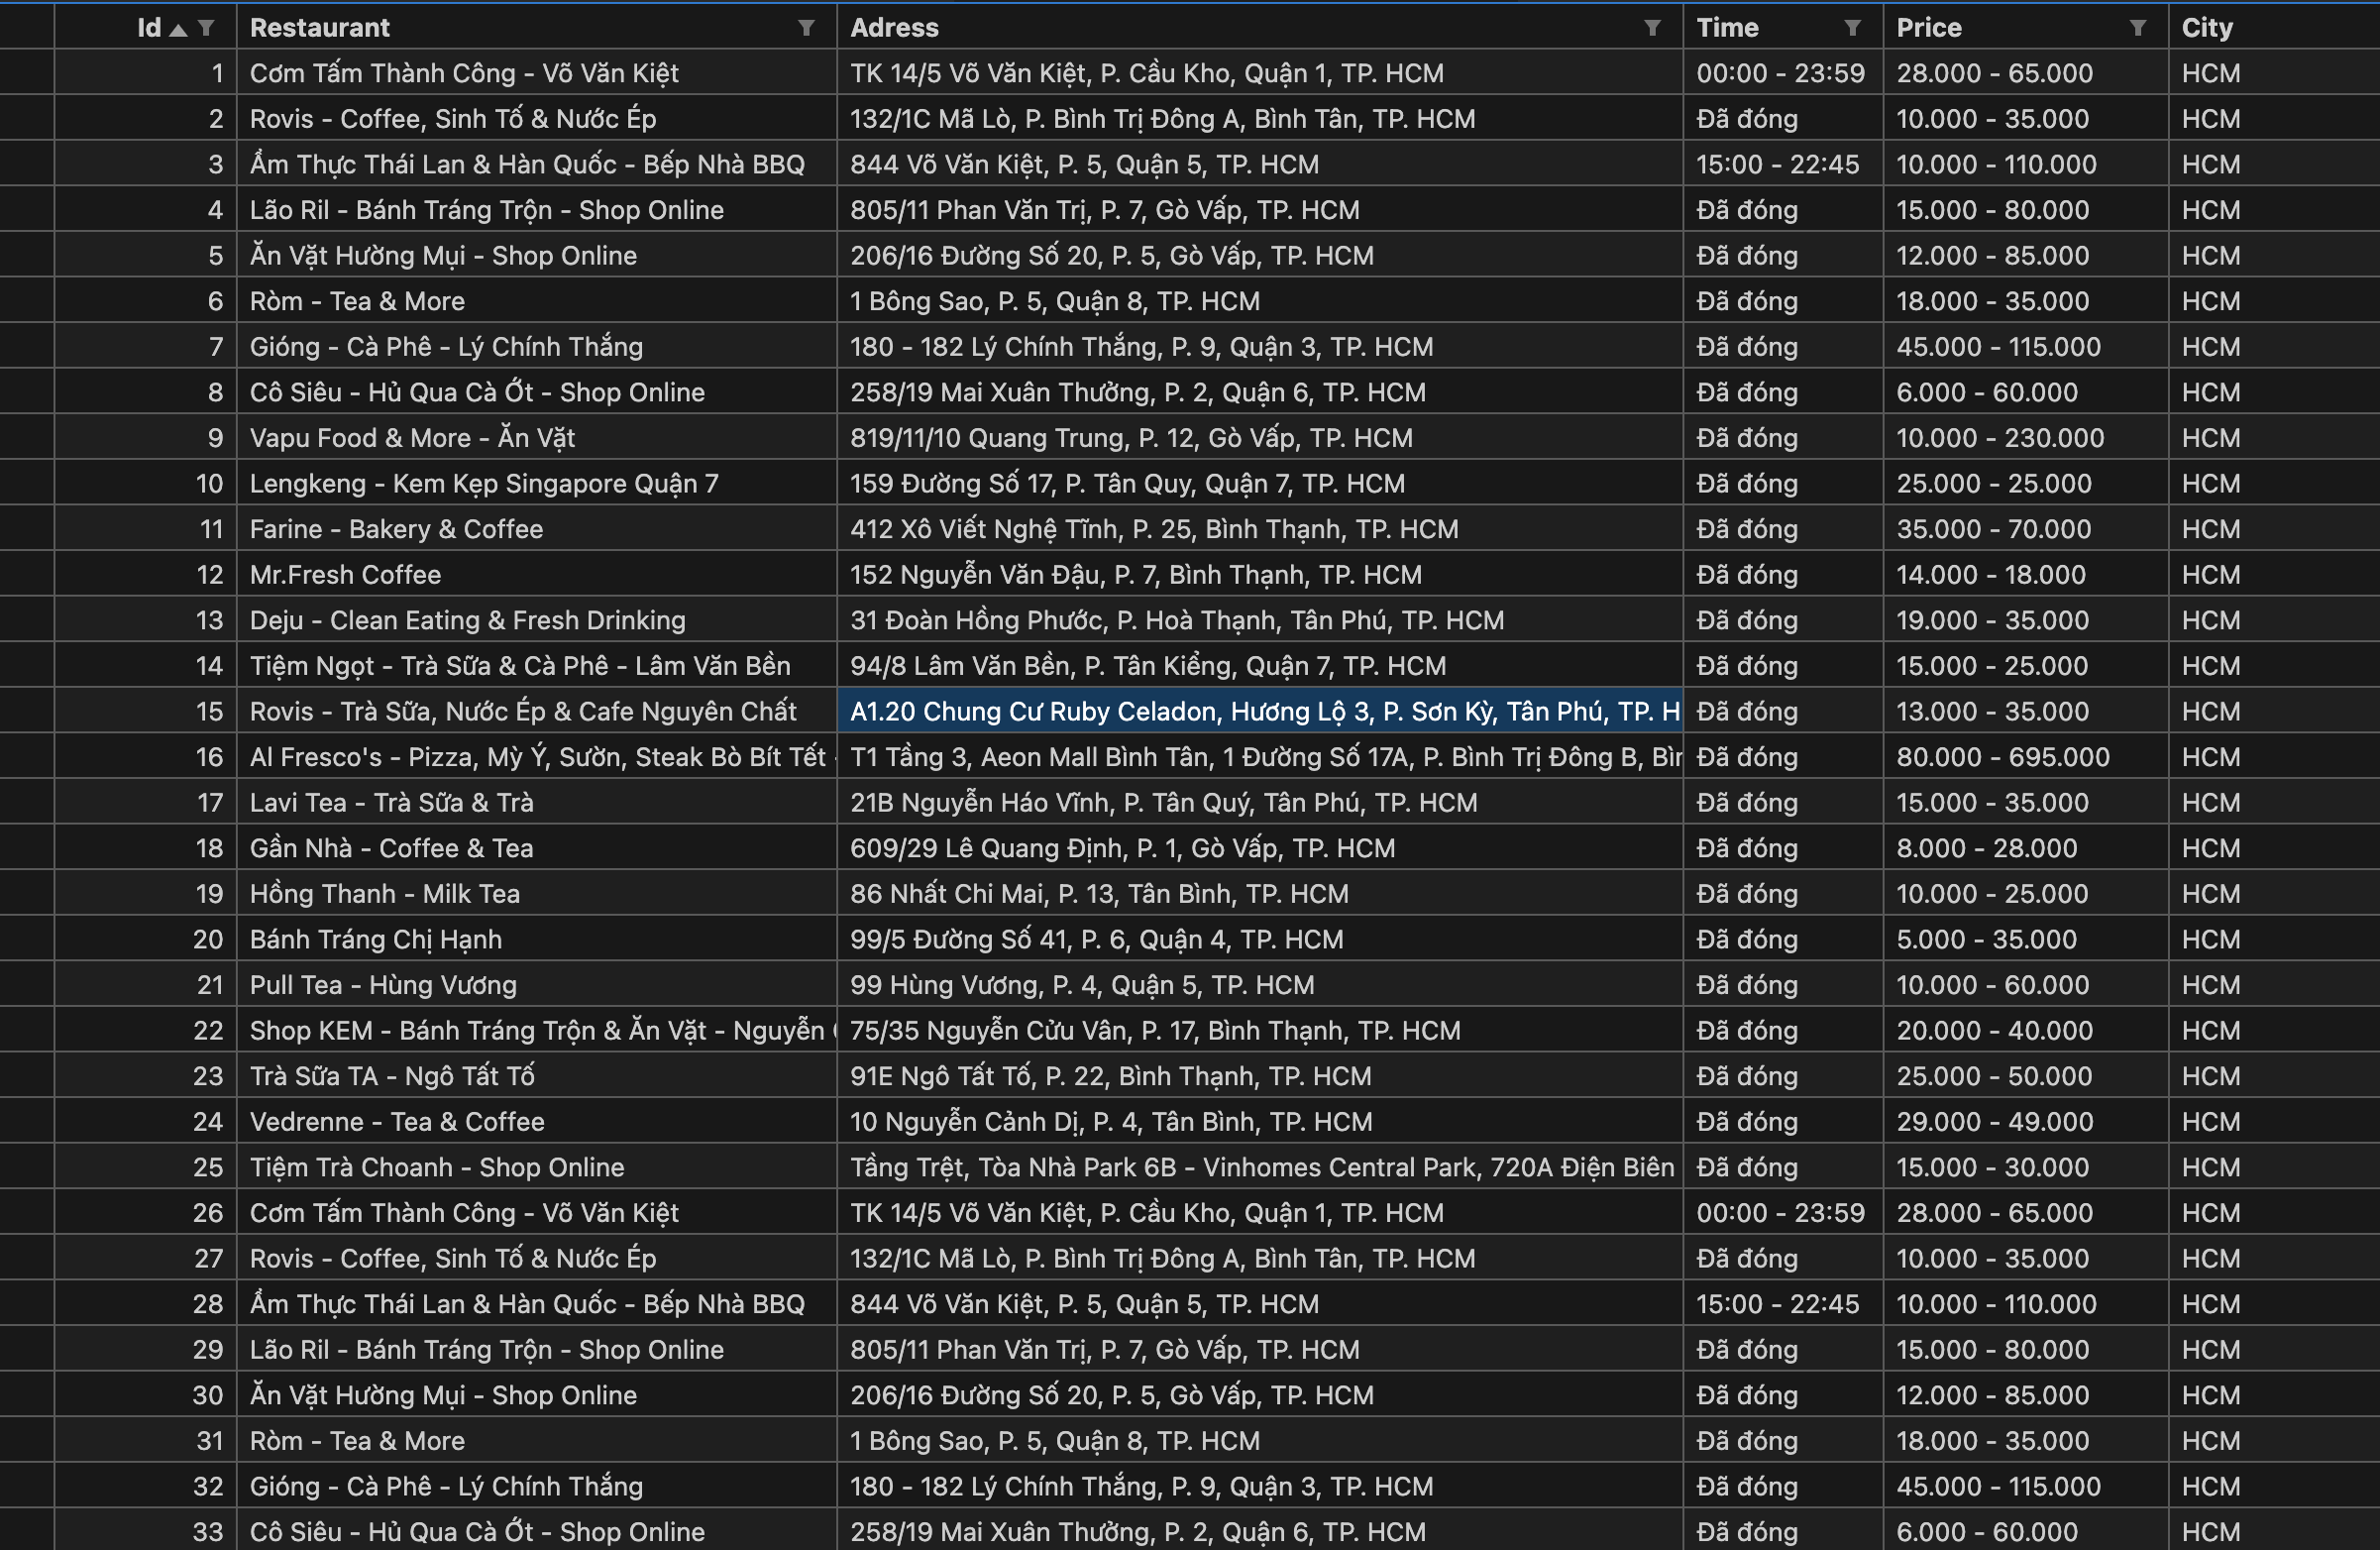 Id Restaurant Adress Time Price City
1 Cơm Tấm Thành Công - Võ Văn Kiệt TK 14/5 Võ Văn Kiệt, P. Cầu Kho, Quận 1, TP. HCM 00:00 - 23:59 28.000 - 65.000 HCM
2 Rovis - Coffee, Sinh Tố & Nước Ép 132/1C Mã Lò, P. Bình Trị Đông A, Bình Tân, TP. HCM Đã đóng 10.000 - 35.000 HCM
3 Ẩm Thực Thái Lan & Hàn Quốc - Bếp Nhà BBQ 844 Võ Văn Kiệt, P. 5, Quận 5, TP. HCM 15:00 - 22:45 10.000 - 110.000 HCM
4 Lão Ril - Bánh Tráng Trộn - Shop Online 805/11 Phan Văn Trị, P. 7, Gò Vấp, TP. HCM Đã đóng 15.000 - 80.000 HCM
5 Ăn Vặt Hường Mụi - Shop Online 206/16 Đường Số 20, P. 5, Gò Vấp, TP. HCM Đã đóng 12.000 - 85.000 HCM
6 Ròm - Tea & More 1 Bông Sao, P. 5, Quận 8, TP. HCM Đã đóng 18.000 - 35.000 HCM
7 Gióng - Cà Phê - Lý Chính Thắng 180 - 182 Lý Chính Thắng, P. 9, Quận 3, TP. HCM Đã đóng 45.000 - 115.000 HCM
8 Cô Siêu - Hủ Qua Cà Ớt - Shop Online 258/19 Mai Xuân Thưởng, P. 2, Quận 6, TP. HCM Đã đóng 6.000 - 60.000 HCM
9 Vapu Food & More - Ăn Vặt 819/11/10 Quang Trung, P. 12, Gò Vấp, TP. HCM Đã đóng 10.000 - 230.000 HCM
10 Lengkeng - Kem Kẹp Singapore Quận 7 159 Đường Số 17, P. Tân Quy, Quận 7, TP. HCM Đã đóng 25.000 - 25.000 HCM
11 Farine - Bakery & Coffee 412 Xô Viết Nghệ Tĩnh, P. 25, Bình Thạnh, TP. HCM Đã đóng 35.000 - 70.000 HCM
12 Mr.Fresh Coffee 152 Nguyễn Văn Đậu, P. 7, Bình Thạnh, TP. HCM Đã đóng 14.000 - 18.000 HCM
13 Deju - Clean Eating & Fresh Drinking 31 Đoàn Hồng Phước, P. Hoà Thạnh, Tân Phú, TP. HCM Đã đóng 19.000 - 35.000 HCM
14 Tiệm Ngọt - Trà Sữa & Cà Phê - Lâm Văn Bền 94/8 Lâm Văn Bền, P. Tân Kiểng, Quận 7, TP. HCM Đã đóng 15.000 - 25.000 HCM
15 Rovis - Trà Sữa, Nước Ép & Cafe Nguyên Chất A1.20 Chung Cư Ruby Celadon, Hương Lộ 3, P. Sơn Kỳ, Tân Phú, TP. H Đã đóng 13.000 - 35.000 HCM
16 Al Fresco's - Pizza, Mỳ Ý, Sườn, Steak Bò Bít Tết - T1 Tầng 3, Aeon Mall Bình Tân, 1 Đường Số 17A, P. Bình Trị Đông B, Bìn Đã đóng 80.000 - 695.000 HCM
17 Lavi Tea - Trà Sữa & Trà 21B Nguyễn Háo Vĩnh, P. Tân Quý, Tân Phú, TP. HCM Đã đóng 15.000 - 35.000 HCM
18 Gần Nhà - Coffee & Tea 609/29 Lê Quang Định, P. 1, Gò Vấp, TP. HCM Đã đóng 8.000 - 28.000 HCM
19 Hồng Thanh - Milk Tea 86 Nhất Chi Mai, P. 13, Tân Bình, TP. HCM Đã đóng 10.000 - 25.000 HCM
20 Bánh Tráng Chị Hạnh 99/5 Đường Số 41, P. 6, Quận 4, TP. HCM Đã đóng 5.000 - 35.000 HCM
21 Pull Tea - Hùng Vương 99 Hùng Vương, P. 4, Quận 5, TP. HCM Đã đóng 10.000 - 60.000 HCM
22 Shop KEM - Bánh Tráng Trộn & Ăn Vặt - Nguyễn 75/35 Nguyễn Cửu Vân, P. 17, Bình Thạnh, TP. HCM Đã đóng 20.000 - 40.000 HCM
23 Trà Sữa TA - Ngô Tất Tố 91E Ngô Tất Tố, P. 22, Bình Thạnh, TP. HCM Đã đóng 25.000 - 50.000 HCM
24 Vedrenne - Tea & Coffee 10 Nguyễn Cảnh Dị, P. 4, Tân Bình, TP. HCM Đã đóng 29.000 - 49.000 HCM
25 Tiệm Trà Choanh - Shop Online Tầng Trệt, Tòa Nhà Park 6B - Vinhomes Central Park, 720A Điện Biên Đã đóng 15.000 - 30.000 HCM
26 Cơm Tấm Thành Công - Võ Văn Kiệt TK 14/5 Võ Văn Kiệt, P. Cầu Kho, Quận 1, TP. HCM 00:00 - 23:59 28.000 - 65.000 HCM
27 Rovis - Coffee, Sinh Tố & Nước Ép 132/1C Mã Lò, P. Bình Trị Đông A, Bình Tân, TP. HCM Đã đóng 10.000 - 35.000 HCM
28 Ẩm Thực Thái Lan & Hàn Quốc - Bếp Nhà BBQ 844 Võ Văn Kiệt, P. 5, Quận 5, TP. HCM 15:00 - 22:45 10.000 - 110.000 HCM
29 Lão Ril - Bánh Tráng Trộn - Shop Online 805/11 Phan Văn Trị, P. 7, Gò Vấp, TP. HCM Đã đóng 15.000 - 80.000 HCM
30 Ăn Vặt Hường Mụi - Shop Online 206/16 Đường Số 20, P. 5, Gò Vấp, TP. HCM Đã đóng 12.000 - 85.000 HCM
31 Ròm - Tea & More 1 Bông Sao, P. 5, Quận 8, TP. HCM Đã đóng 18.000 - 35.000 HCM
32 Gióng - Cà Phê - Lý Chính Thắng 180 - 182 Lý Chính Thắng, P. 9, Quận 3, TP. HCM Đã đóng 45.000 - 115.000 HCM
33 Cô Siêu - Hủ Qua Cà Ớt - Shop Online 258/19 Mai Xuân Thưởng, P. 2, Quận 6, TP. HCM Đã đóng 6.000 - 60.000 HCM